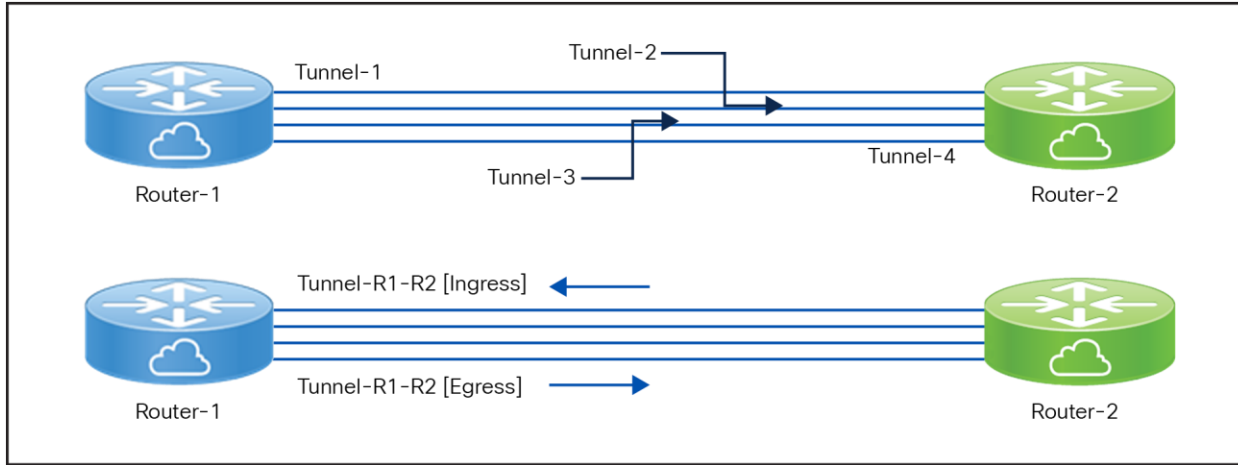 Tunnel-2
Tunnel-1
Tunnel-3
Tunnel-4
Router-1
Router-2
Tunnel-R1-R2 [Ingress]
Tunnel-R1-R2 [Egress]
Router-1
Router-2